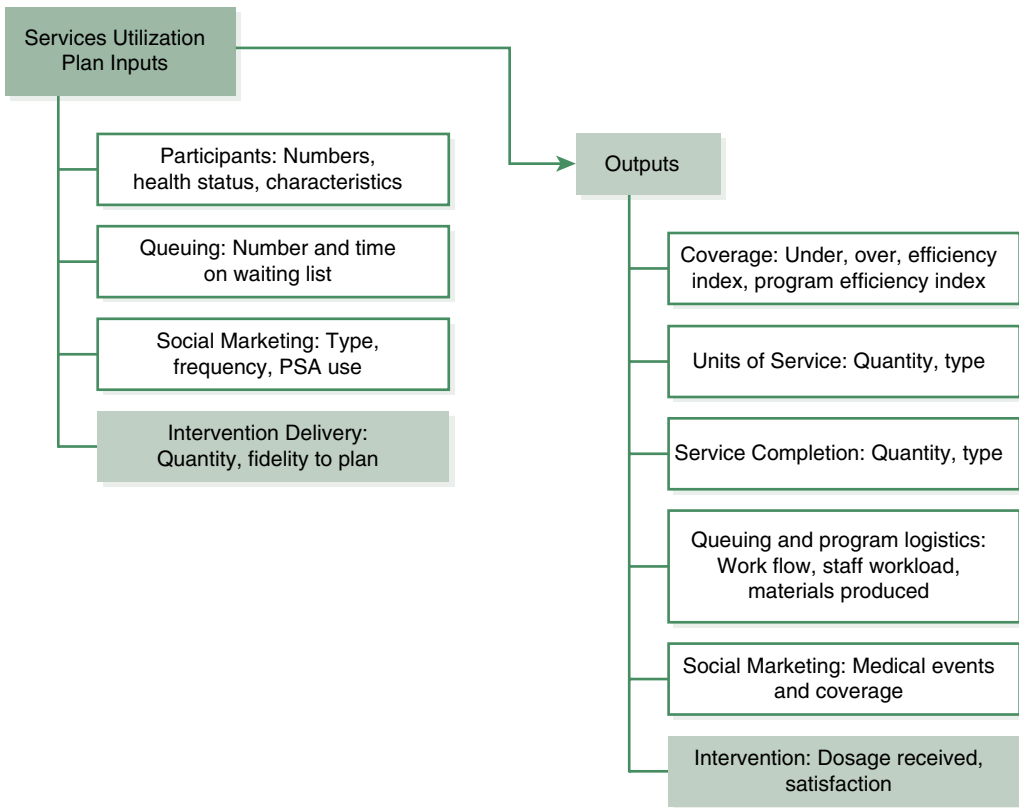 Services Utilization
Plan Inputs
Participants: Numbers,
health status, characteristics
Queuing: Number and time
on waiting list
Social Marketing: Type,
frequency, PSA use
Intervention Delivery:
Quantity, fidelity to plan
Outputs
Coverage: Under, over, efficiency
index, program efficiency index
Units of Service: Quantity, type
Service Completion: Quantity, type
Queuing and program logistics:
Work flow, staff workload,
materials produced
Social Marketing: Medical events
and coverage
Intervention: Dosage received,
satisfaction